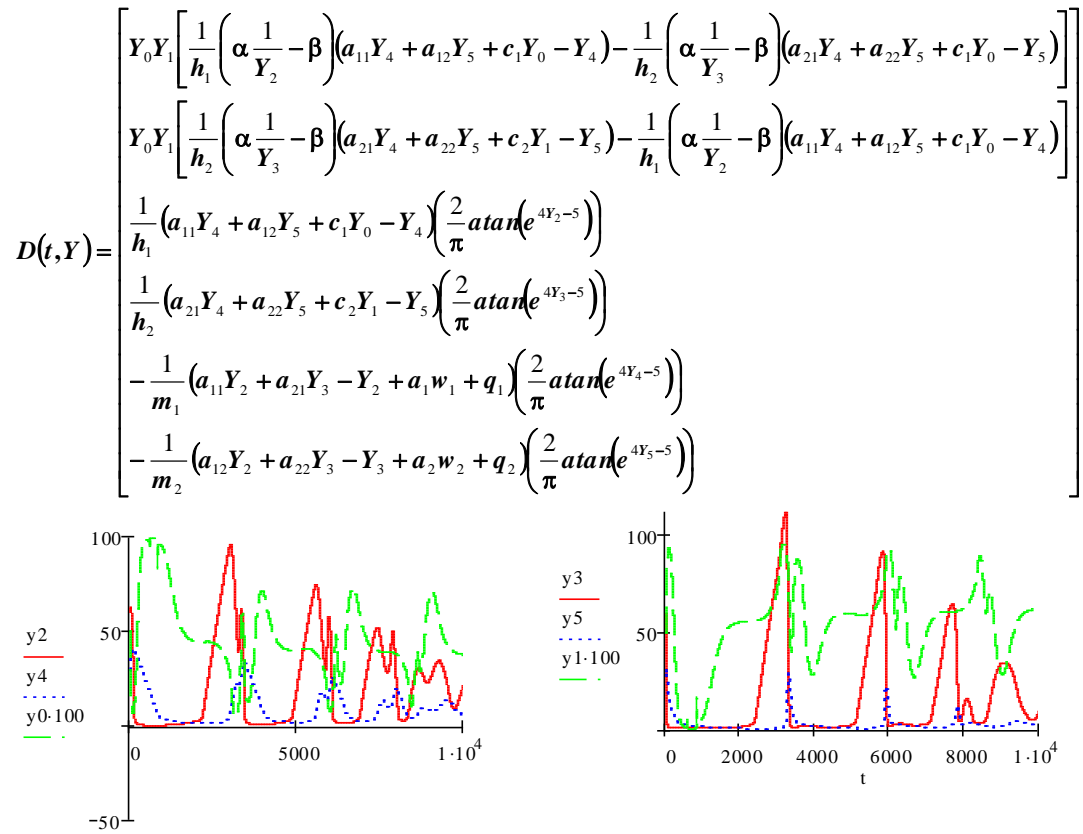 Y₀Y₁[1/h₁(α 1/Y₂ − β)(a₁₁Y₄ + a₁₂Y₅ + c₁Y₀ − Y₄) − 1/h₂(α 1/Y₃ − β)(a₂₁Y₄ + a₂₂Y₅ + c₁Y₀ − Y₅)]
Y₀Y₁[1/h₂(α 1/Y₃ − β)(a₂₁Y₄ + a₂₂Y₅ + c₂Y₁ − Y₅) − 1/h₁(α 1/Y₂ − β)(a₁₁Y₄ + a₁₂Y₅ + c₁Y₀ − Y₄)]
1/h₁(a₁₁Y₄ + a₁₂Y₅ + c₁Y₀ − Y₄)(2/π atan(e^(4Y₂−5)))
D(t,Y) =
1/h₂(a₂₁Y₄ + a₂₂Y₅ + c₂Y₁ − Y₅)(2/π atan(e^(4Y₃−5)))
− 1/m₁(a₁₁Y₂ + a₂₁Y₃ − Y₂ + a₁w₁ + q₁)(2/π atan(e^(4Y₄−5)))
− 1/m₂(a₁₂Y₂ + a₂₂Y₃ − Y₃ + a₂w₂ + q₂)(2/π atan(e^(4Y₅−5)))
100
50
−50
y2
y4
y0·100
0 5000 1·10⁴
100
50
y3
y5
y1·100
0 2000 4000 6000 8000 1·10⁴
t